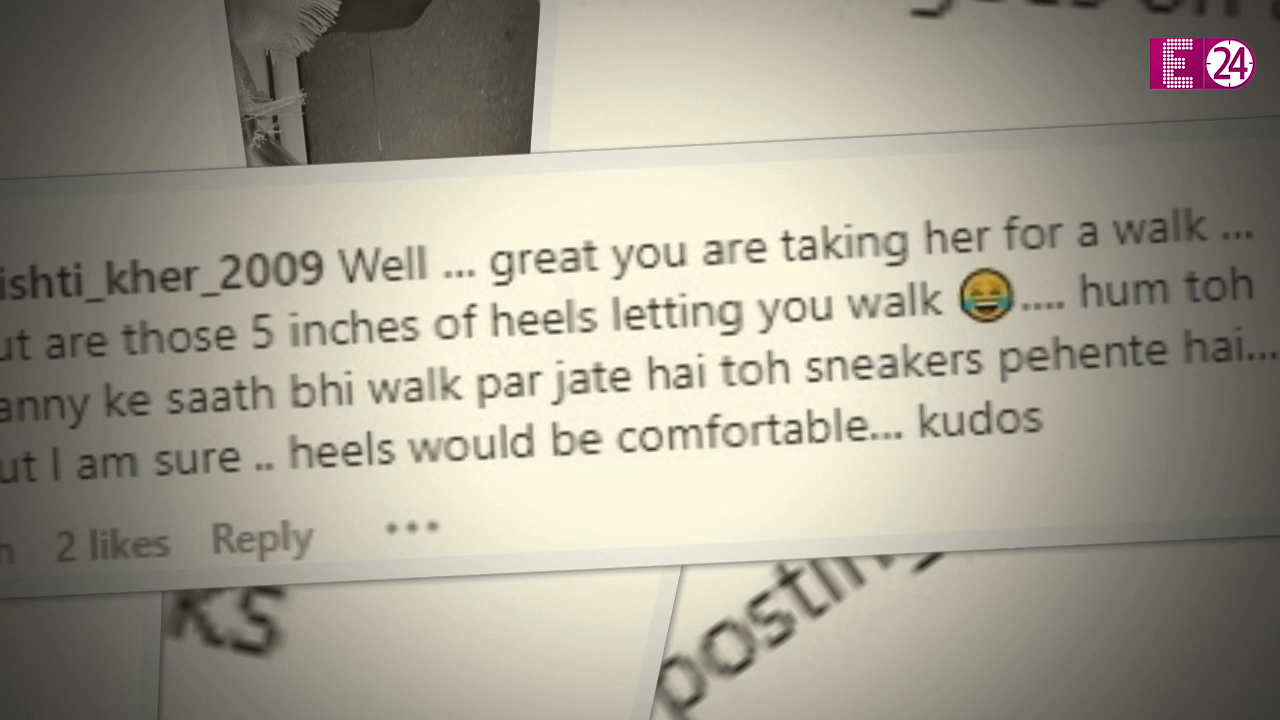 E 24
ishti_kher_2009 Well ... great you are taking her for a walk ...
ut are those 5 inches of heels letting you walk 😂.... hum toh
anny ke saath bhi walk par jate hai toh sneakers pehente hai...
ut I am sure .. heels would be comfortable... kudos
h 2 likes Reply •••
ks